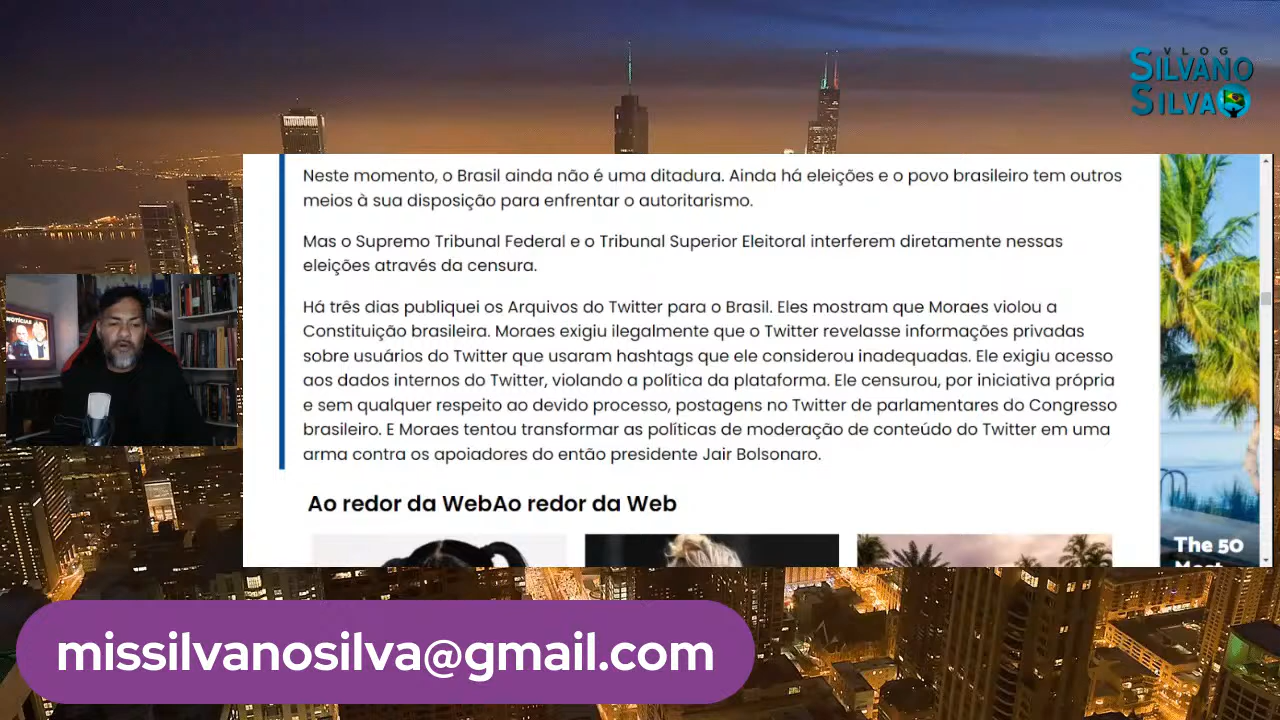 VLOG
SILVANO
SILVA
Neste momento, o Brasil ainda não é uma ditadura. Ainda há eleições e o povo brasileiro tem outros
meios à sua disposição para enfrentar o autoritarismo.
Mas o Supremo Tribunal Federal e o Tribunal Superior Eleitoral interferem diretamente nessas
eleições através da censura.
Há três dias publiquei os Arquivos do Twitter para o Brasil. Eles mostram que Moraes violou a
Constituição brasileira. Moraes exigiu ilegalmente que o Twitter revelasse informações privadas
sobre usuários do Twitter que usaram hashtags que ele considerou inadequadas. Ele exigiu acesso
aos dados internos do Twitter, violando a política da plataforma. Ele censurou, por iniciativa própria
e sem qualquer respeito ao devido processo, postagens no Twitter de parlamentares do Congresso
brasileiro. E Moraes tentou transformar as políticas de moderação de conteúdo do Twitter em uma
arma contra os apoiadores do então presidente Jair Bolsonaro.
Ao redor da WebAo redor da Web
The 50
NOTÍCIAS
missilvanosilva@gmail.com